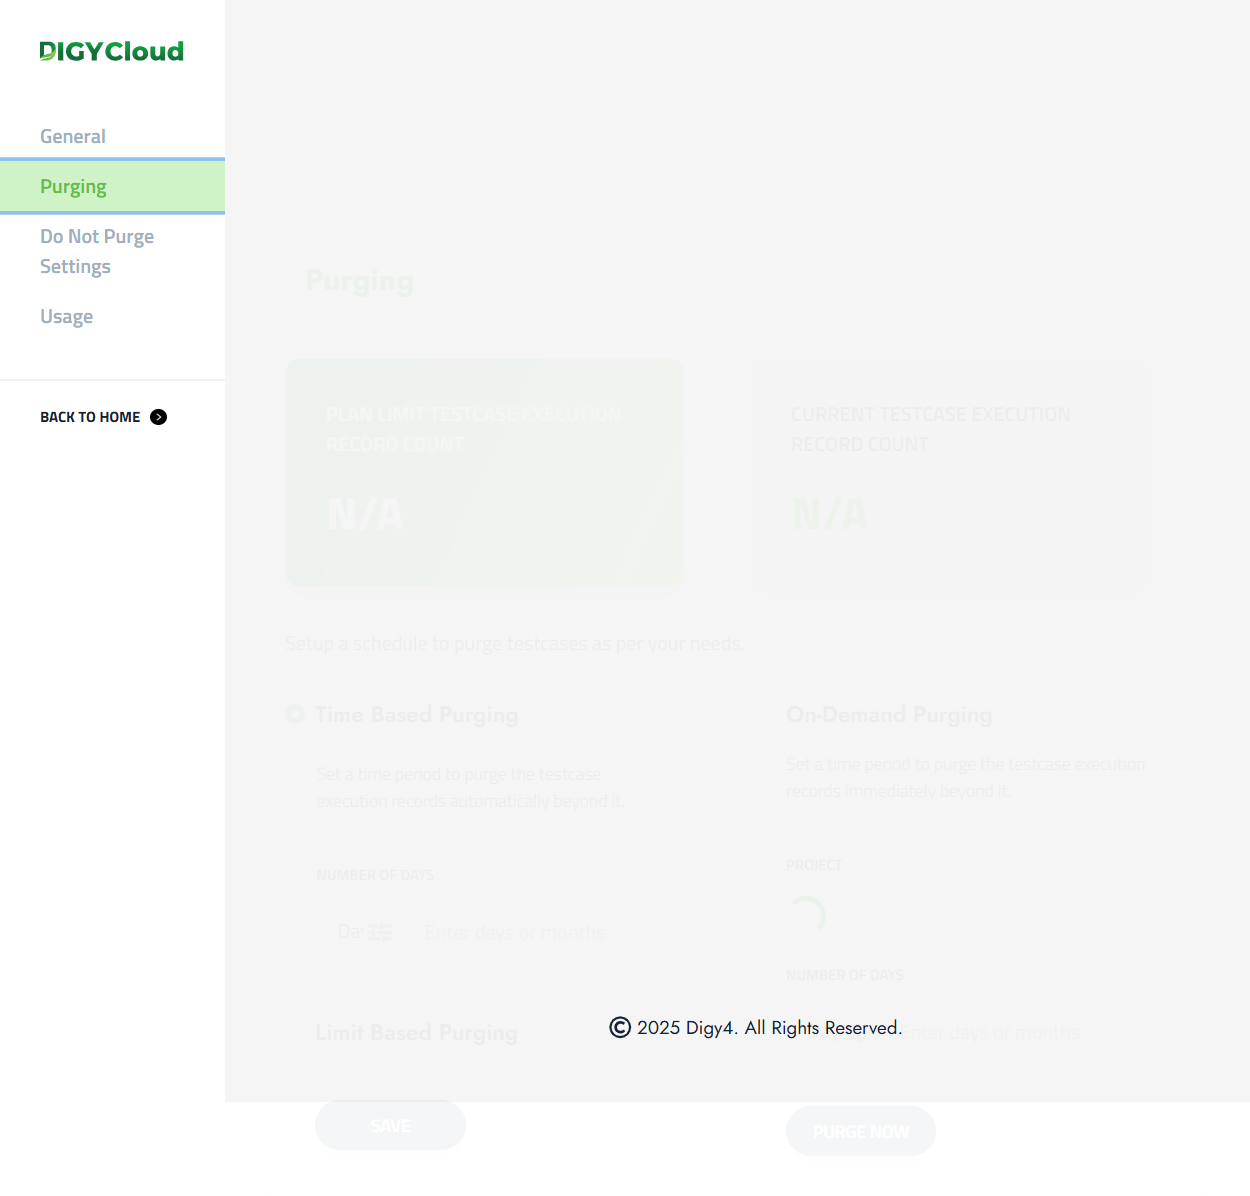 DIGYCloud
General
Purging
Do Not Purge
Settings
Usage
BACK TO HOME
Purging
PLAN LIMIT TESTCASE EXECUTION
RECORD COUNT
N/A
CURRENT TESTCASE EXECUTION
RECORD COUNT
N/A
Setup a schedule to purge testcases as per your needs.
Time Based Purging
Set a time period to purge the testcase
execution records automatically beyond it.
NUMBER OF DAYS
Enter days or months
Limit Based Purging
SAVE
On-Demand Purging
Set a time period to purge the testcase execution
records immediately beyond it.
PROJECT
NUMBER OF DAYS
Enter days or months
PURGE NOW
© 2025 Digy4. All Rights Reserved.